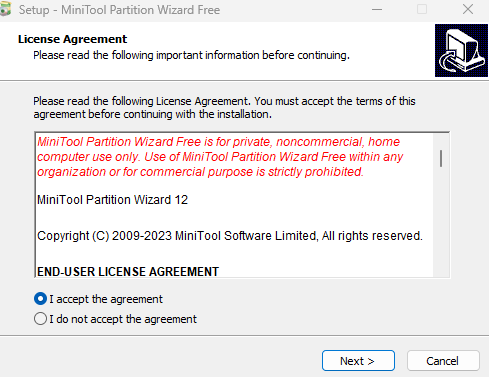 Setup - MiniTool Partition Wizard Free
License Agreement
Please read the following important information before continuing.
Please read the following License Agreement. You must accept the terms of this
agreement before continuing with the installation.
MiniTool Partition Wizard Free is for private, noncommercial, home
computer use only. Use of MiniTool Partition Wizard Free within any
organization or for commercial purpose is strictly prohibited.
MiniTool Partition Wizard 12
Copyright (C) 2009-2023 MiniTool Software Limited, All rights reserved.
END-USER LICENSE AGREEMENT
I accept the agreement
I do not accept the agreement
Next >
Cancel